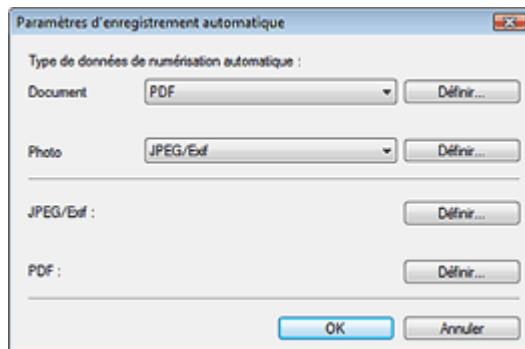 Paramètres d'enregistrement automatique
Type de données de numérisation automatique :
Document PDF Définir...
Photo JPEG/Exif Définir...
JPEG/Exif : Définir...
PDF : Définir...
OK Annuler